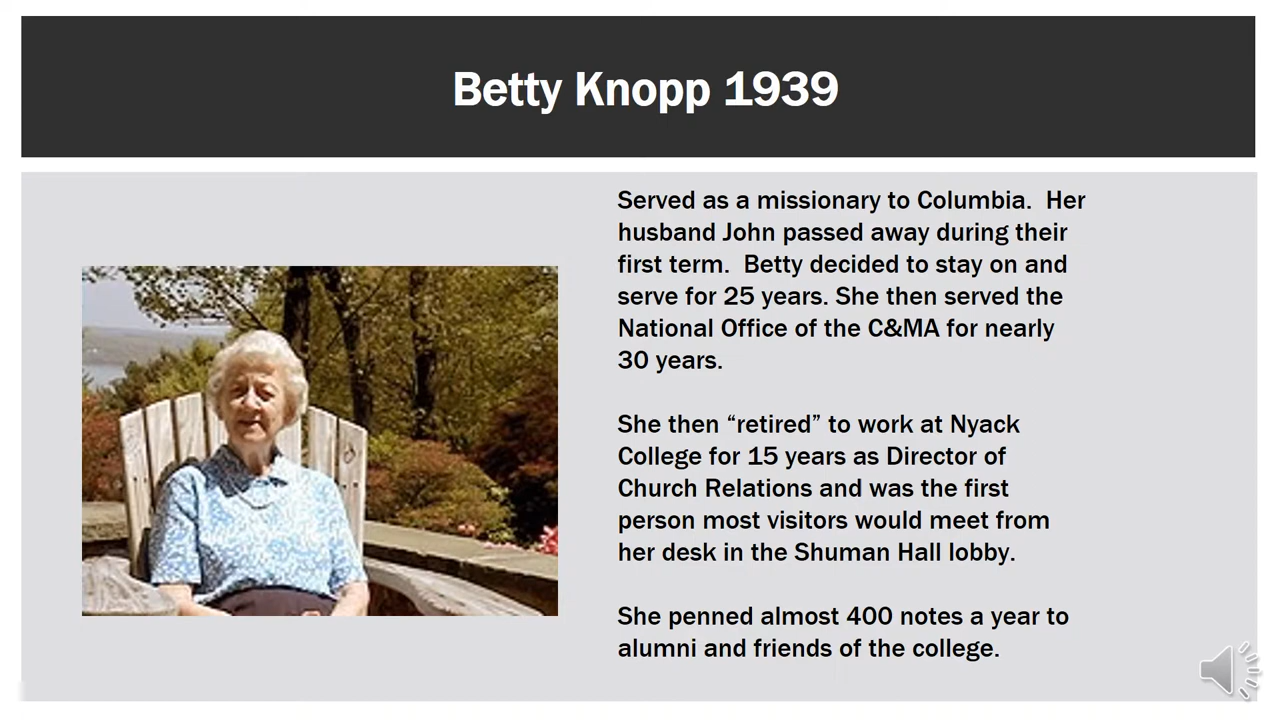 Betty Knopp 1939
Served as a missionary to Columbia.  Her
husband John passed away during their
first term.  Betty decided to stay on and
serve for 25 years. She then served the
National Office of the C&MA for nearly
30 years.
She then “retired” to work at Nyack
College for 15 years as Director of
Church Relations and was the first
person most visitors would meet from
her desk in the Shuman Hall lobby.
She penned almost 400 notes a year to
alumni and friends of the college.